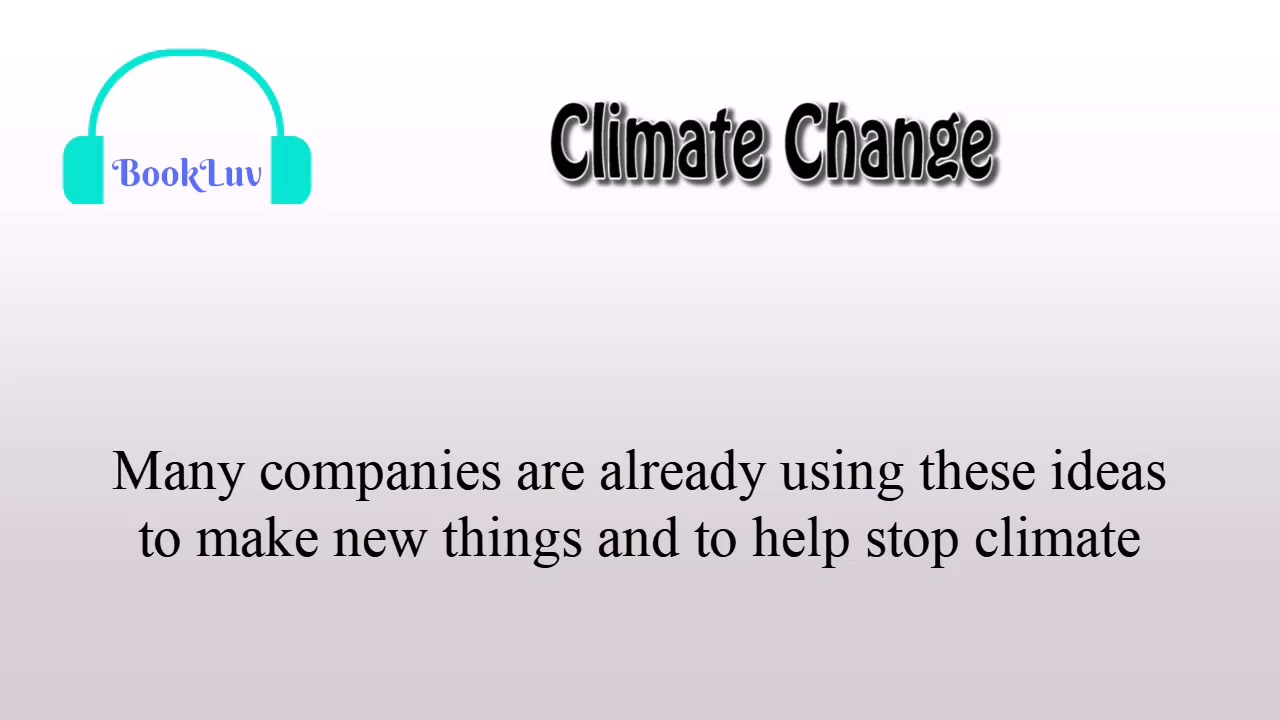 BookLuv
Climate Change
Many companies are already using these ideas
to make new things and to help stop climate